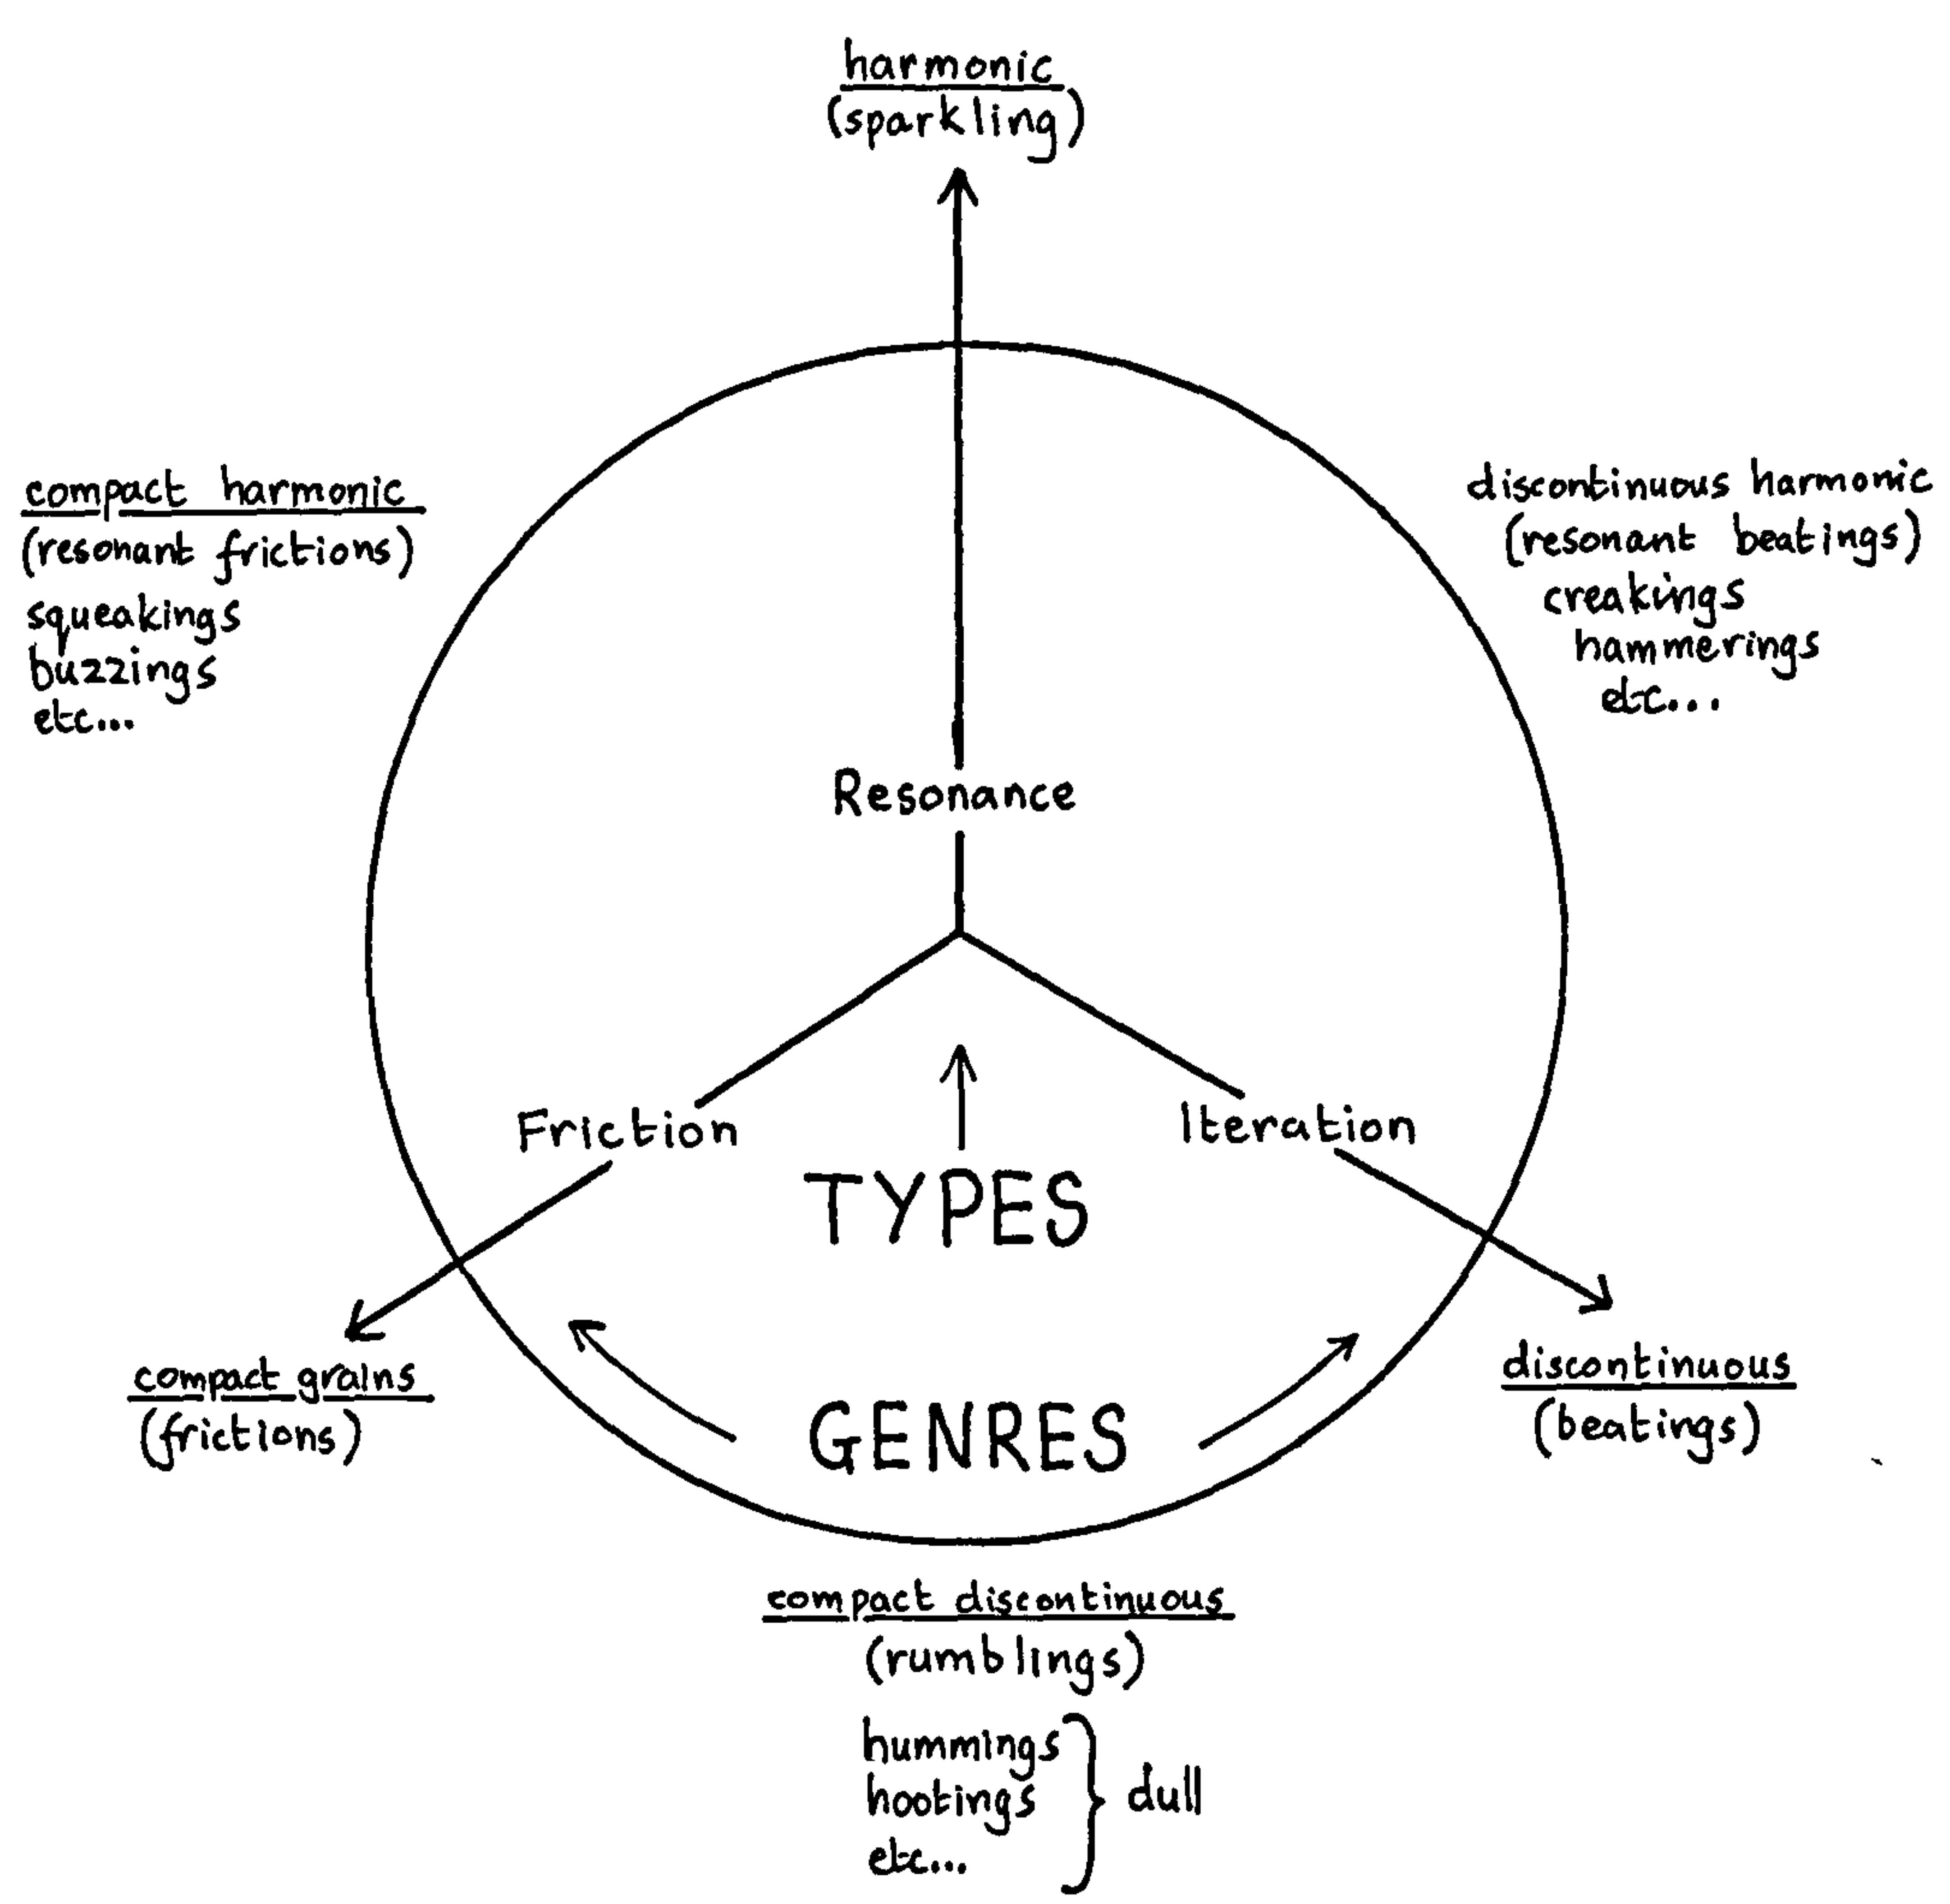 harmonic
(sparkling)
compact harmonic
(resonant frictions)
squeakings
buzzings
etc...
discontinuous harmonic
(resonant beatings)
creakings
hammerings
etc...
Resonance
Friction
Iteration
TYPES
GENRES
compact grains
(frictions)
discontinuous
(beatings)
compact discontinuous
(rumblings)
hummings
hootings
etc...
dull